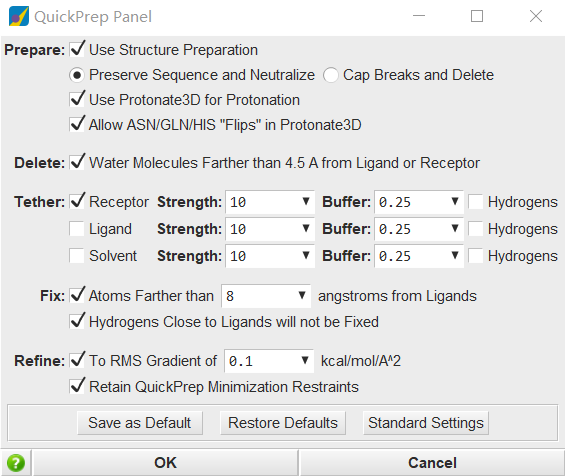 QuickPrep Panel
Prepare: Use Structure Preparation
Preserve Sequence and Neutralize Cap Breaks and Delete
Use Protonate3D for Protonation
Allow ASN/GLN/HIS "Flips" in Protonate3D
Delete: Water Molecules Farther than 4.5 A from Ligand or Receptor
Tether: Receptor Strength: 10 Buffer: 0.25 Hydrogens
Ligand Strength: 10 Buffer: 0.25 Hydrogens
Solvent Strength: 10 Buffer: 0.25 Hydrogens
Fix: Atoms Farther than 8 angstroms from Ligands
Hydrogens Close to Ligands will not be Fixed
Refine: To RMS Gradient of 0.1 kcal/mol/A^2
Retain QuickPrep Minimization Restraints
Save as Default Restore Defaults Standard Settings
? OK Cancel